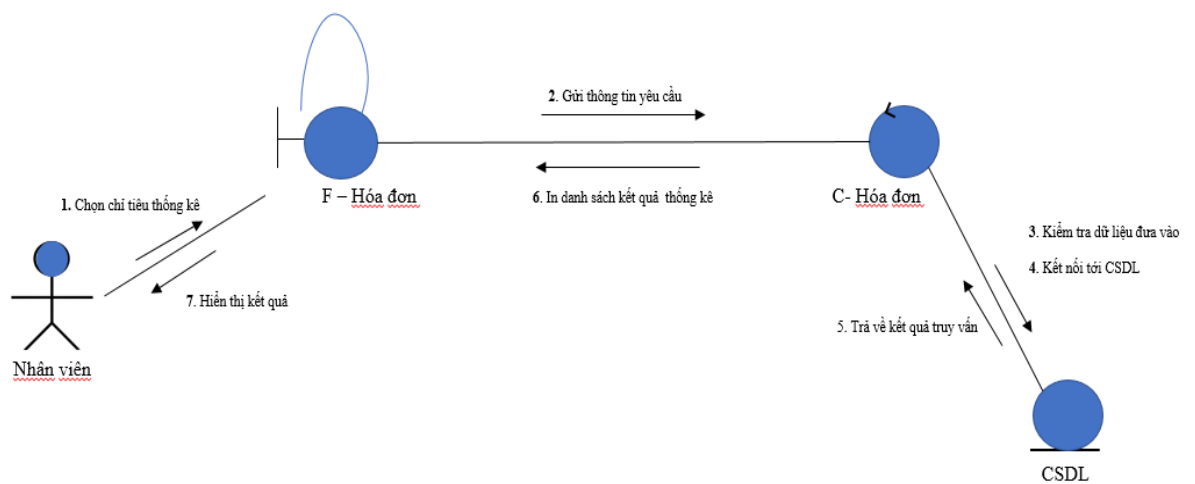 2. Gửi thông tin yêu cầu
F – Hóa đơn
6. In danh sách kết quả thống kê
C- Hóa đơn
1. Chọn chỉ tiêu thống kê
3. Kiểm tra dữ liệu đưa vào
4. Kết nối tới CSDL
7. Hiển thị kết quả
5. Trả về kết quả truy vấn
Nhân viên
CSDL